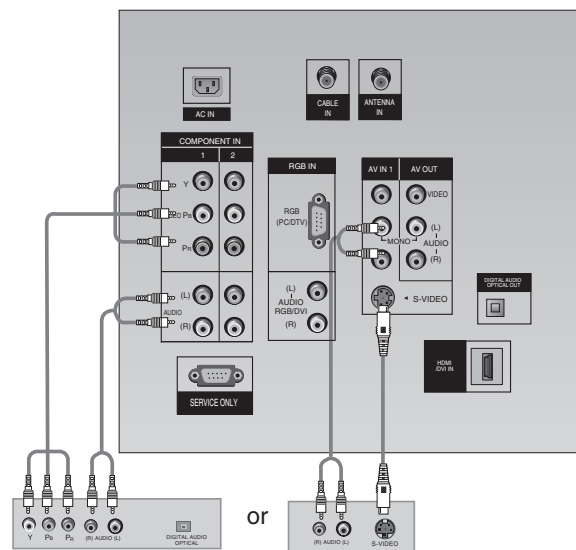 AC IN
CABLE
IN
ANTENNA
IN
COMPONENT IN
1 2
Y
PB
PR
(L)
AUDIO
(R)
RGB IN
RGB
(PC/DTV)
(L)
AUDIO
RGB/DVI
(R)
AV IN 1 AV OUT
VIDEO
MONO
(L)
AUDIO
(R)
S-VIDEO
DIGITAL AUDIO
OPTICAL OUT
HDMI
/DVI IN
SERVICE ONLY
Y PB PR (R) AUDIO (L)
DIGITAL AUDIO
OPTICAL
or
(R) AUDIO (L)
S-VIDEO